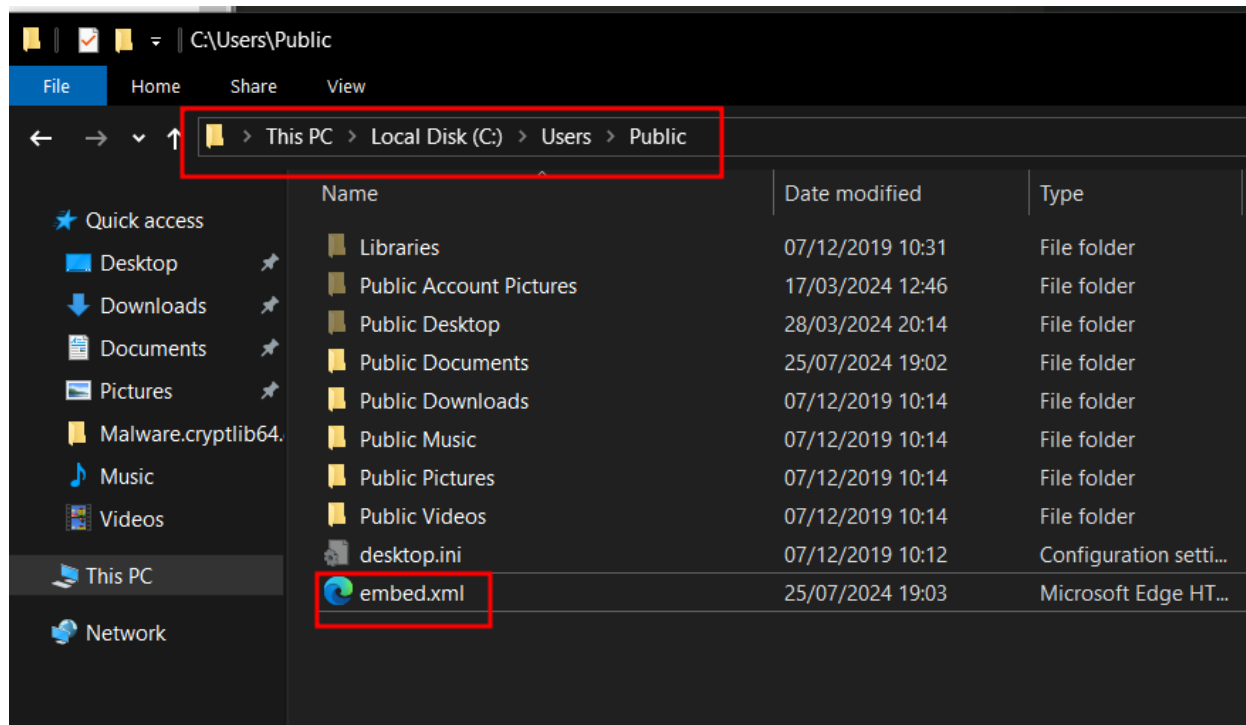 C:\Users\Public
File Home Share View
This PC > Local Disk (C:) > Users > Public
Name Date modified Type
Quick access
Desktop
Downloads
Documents
Pictures
Malware.cryptlib64.
Music
Videos
This PC
Network
Libraries 07/12/2019 10:31 File folder
Public Account Pictures 17/03/2024 12:46 File folder
Public Desktop 28/03/2024 20:14 File folder
Public Documents 25/07/2024 19:02 File folder
Public Downloads 07/12/2019 10:14 File folder
Public Music 07/12/2019 10:14 File folder
Public Pictures 07/12/2019 10:14 File folder
Public Videos 07/12/2019 10:14 File folder
desktop.ini 07/12/2019 10:12 Configuration setti...
embed.xml 25/07/2024 19:03 Microsoft Edge HT...